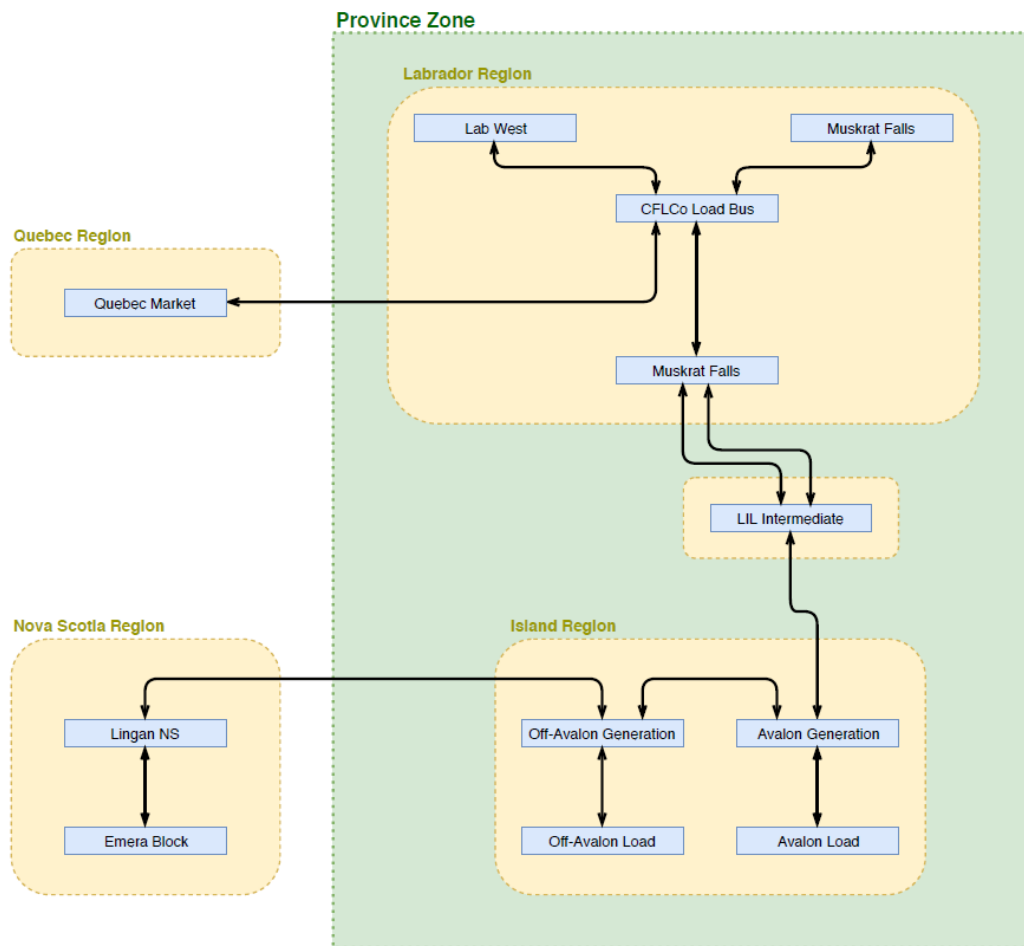 Province Zone
Labrador Region
Lab West
Muskrat Falls
CFLCo Load Bus
Quebec Region
Quebec Market
Muskrat Falls
LIL Intermediate
Nova Scotia Region
Island Region
Lingan NS
Off-Avalon Generation
Avalon Generation
Emera Block
Off-Avalon Load
Avalon Load